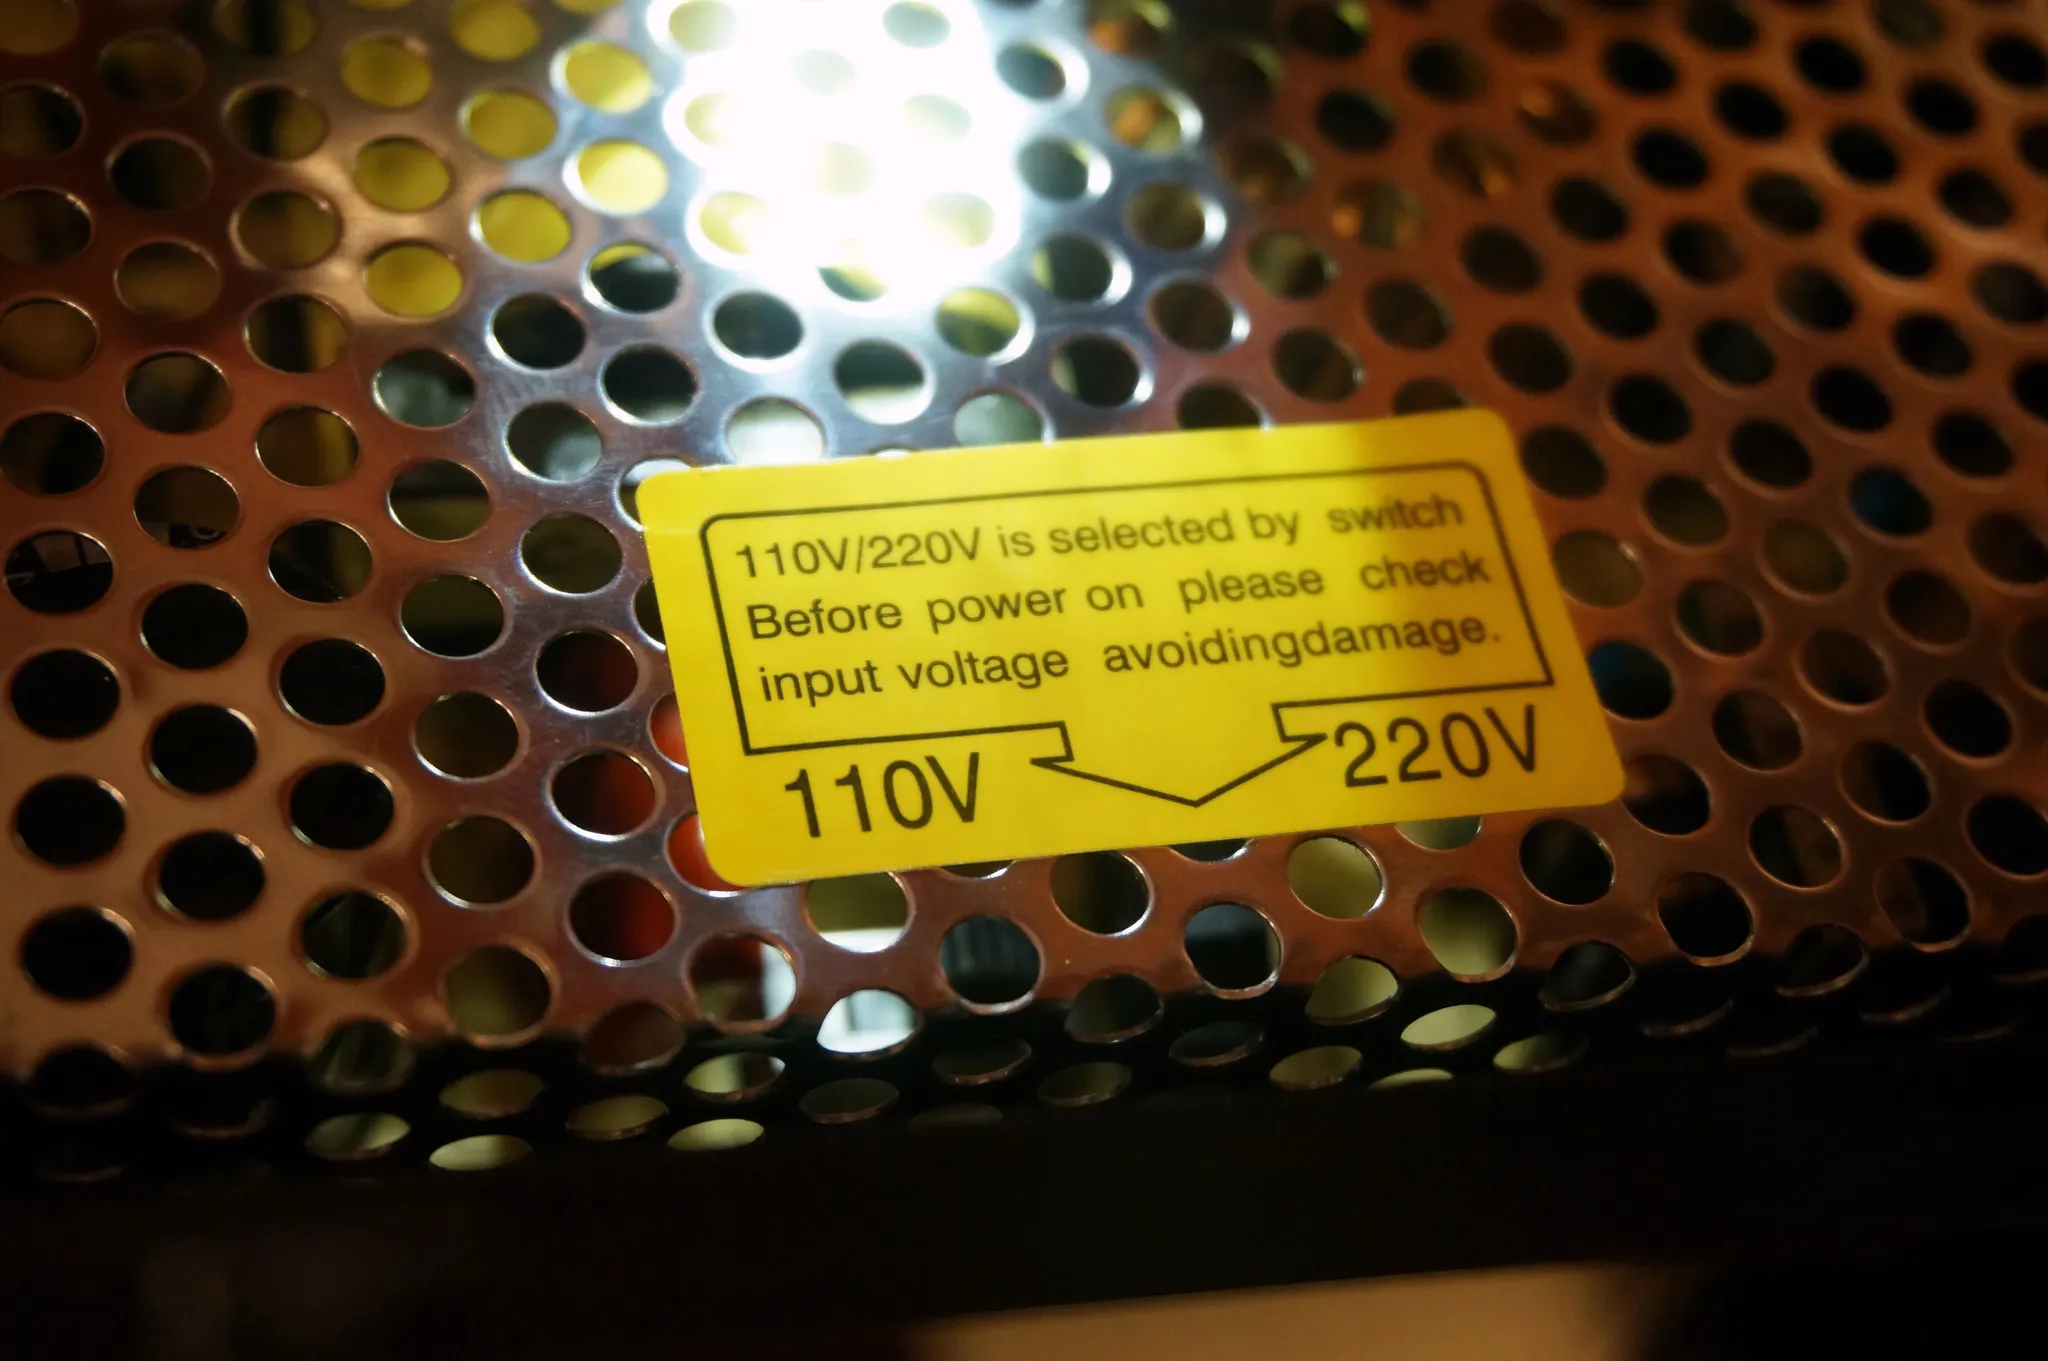 110V/220V is selected by switch
Before power on please check
input voltage avoidingdamage.
110V 220V